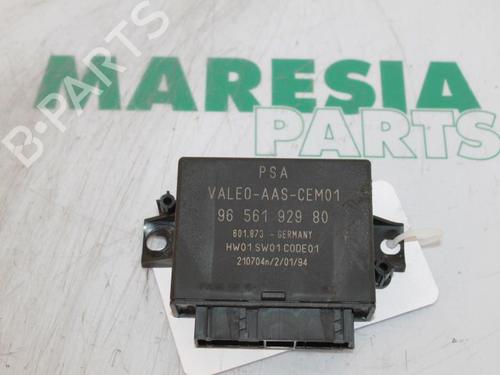 MARESIA
PARTS
B-PARTS
PSA
VALEO-AAS-CEM01
96 561 929 80
601.873 - GERMANY
HW01 SW01 CODE01
210704n/2/01/94